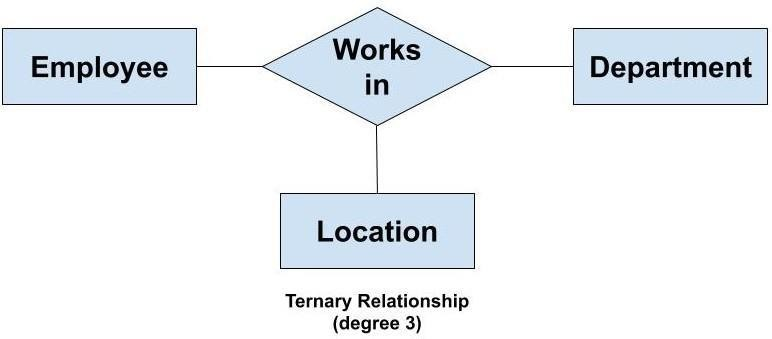 Employee
Works
in
Department
Location
Ternary Relationship
(degree 3)